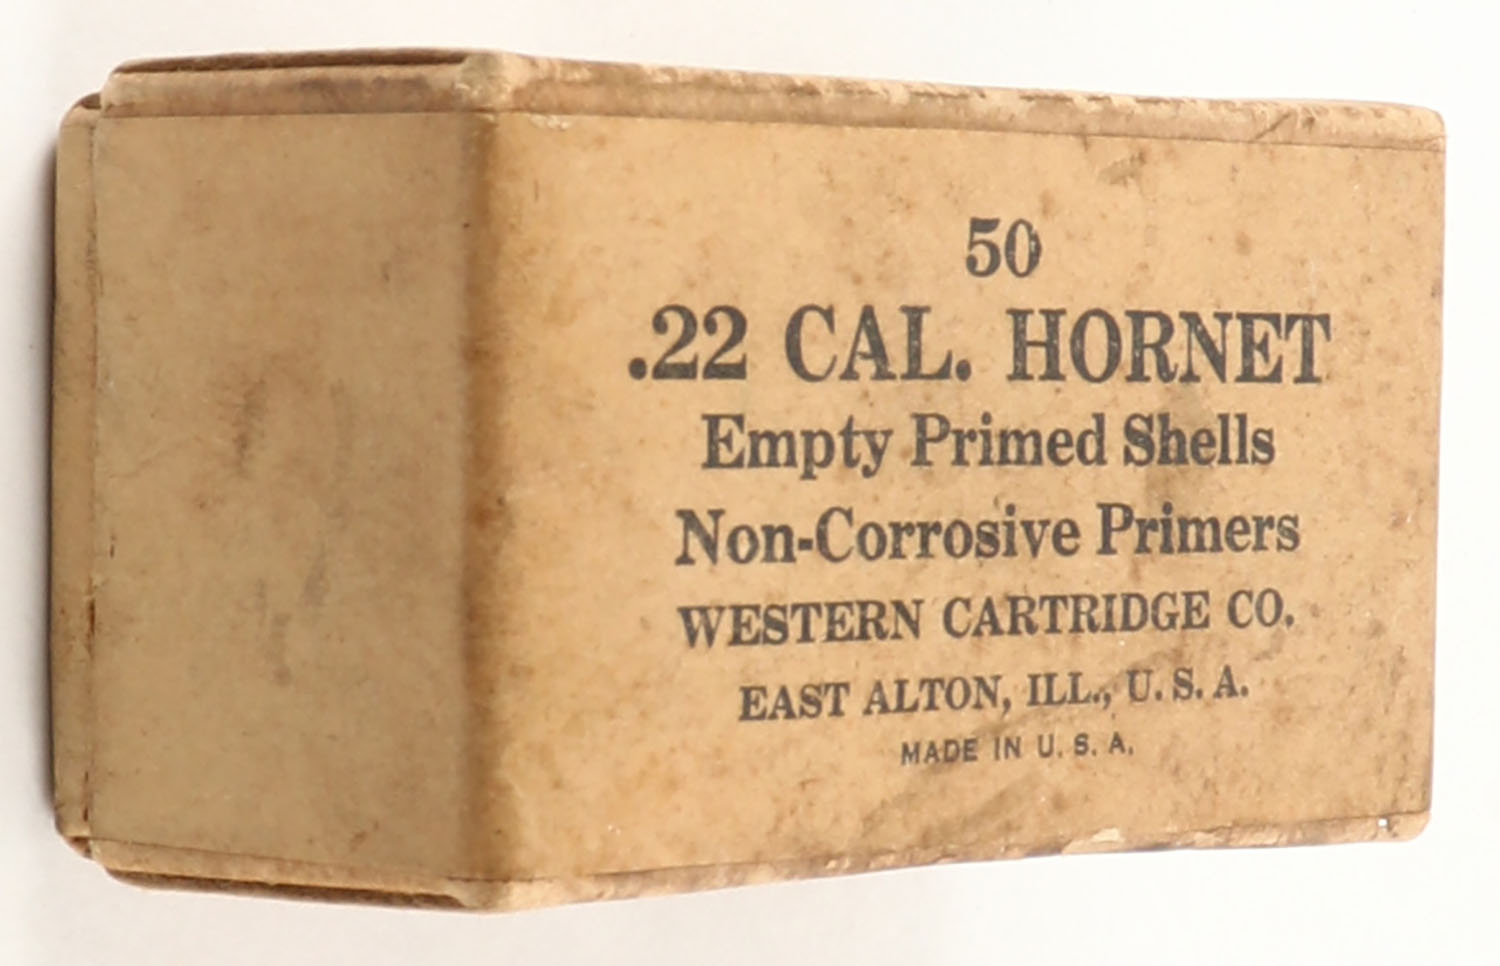 50
.22 CAL. HORNET
Empty Primed Shells
Non-Corrosive Primers
WESTERN CARTRIDGE CO.
EAST ALTON, ILL., U. S. A.
MADE IN U. S. A.